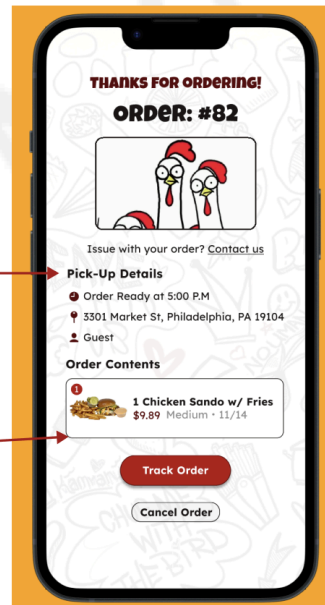 THANKS FOR ORDERING!
ORDER: #82
Issue with your order? Contact us
Pick-Up Details
Order Ready at 5:00 P.M
3301 Market St, Philadelphia, PA 19104
Guest
Order Contents
1
1 Chicken Sando w/ Fries
$9.89 Medium • 11/14
Track Order
Cancel Order